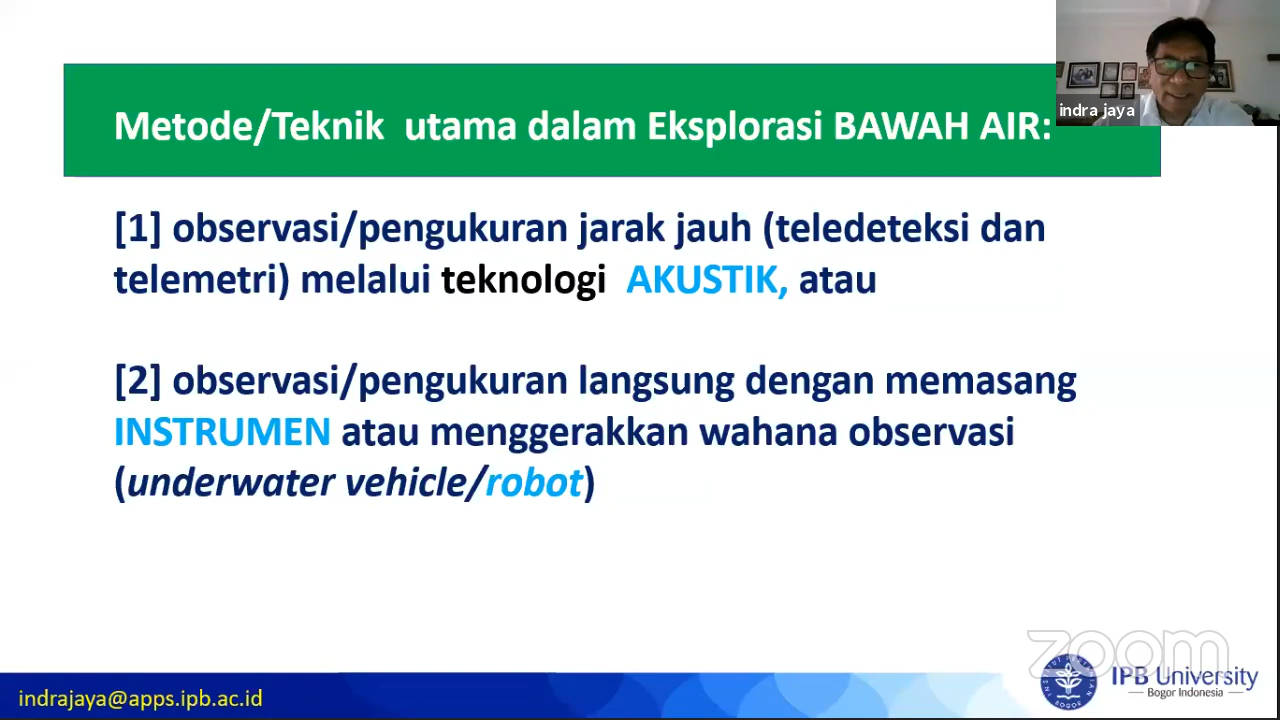 indra jaya
Metode/Teknik utama dalam Eksplorasi BAWAH AIR:
[1] observasi/pengukuran jarak jauh (teledeteksi dan
telemetri) melalui teknologi AKUSTIK, atau
[2] observasi/pengukuran langsung dengan memasang
INSTRUMEN atau menggerakkan wahana observasi
(underwater vehicle/robot)
zoom
IPB University
Bogor Indonesia
indrajaya@apps.ipb.ac.id